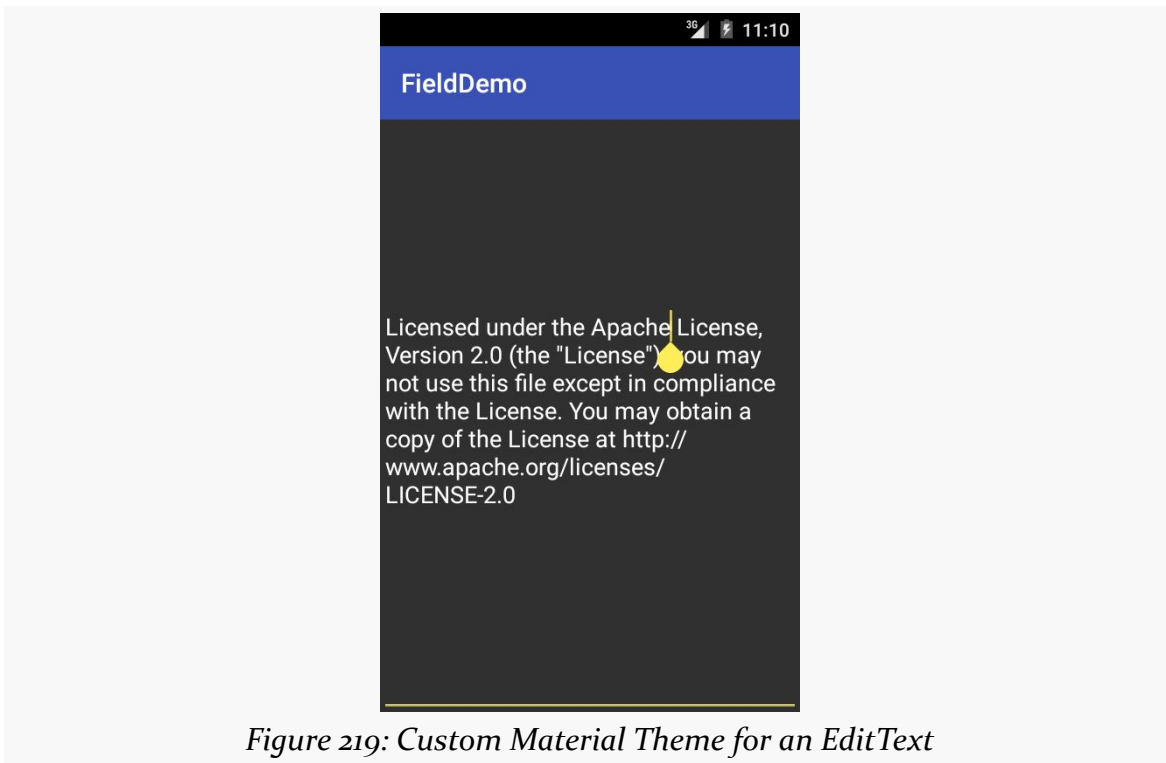 3G 11:10
FieldDemo
Licensed under the Apache License,
Version 2.0 (the "License") you may
not use this file except in compliance
with the License. You may obtain a
copy of the License at http://
www.apache.org/licenses/
LICENSE-2.0
Figure 219: Custom Material Theme for an EditText